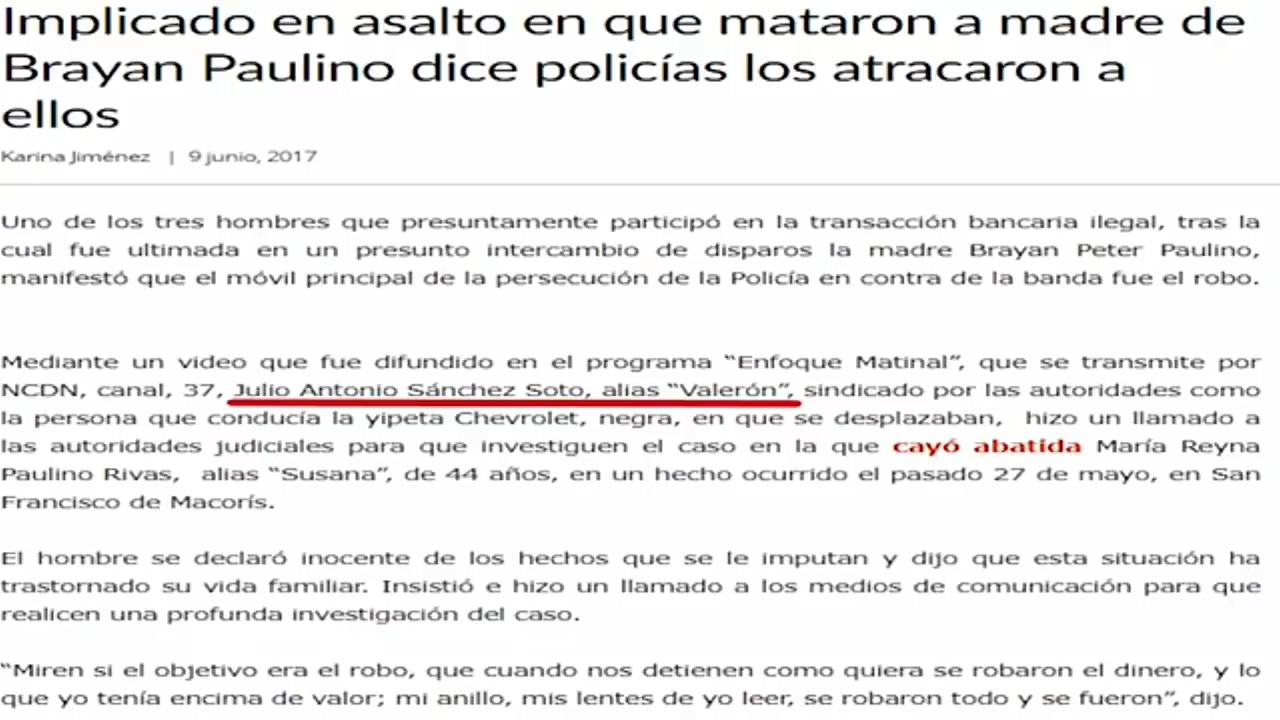 Implicado en asalto en que mataron a madre de
Brayan Paulino dice policías los atracaron a
ellos
Karina Jiménez | 9 junio, 2017
Uno de los tres hombres que presuntamente participó en la transacción bancaria ilegal, tras la
cual fue ultimada en un presunto intercambio de disparos la madre Brayan Peter Paulino,
manifestó que el móvil principal de la persecución de la Policía en contra de la banda fue el robo.
Mediante un video que fue difundido en el programa “Enfoque Matinal”, que se transmite por
NCDN, canal, 37, Julio Antonio Sánchez Soto, alias “Valerón”, sindicado por las autoridades como
la persona que conducía la yipeta Chevrolet, negra, en que se desplazaban, hizo un llamado a
las autoridades judiciales para que investiguen el caso en la que cayó abatida María Reyna
Paulino Rivas, alias “Susana”, de 44 años, en un hecho ocurrido el pasado 27 de mayo, en San
Francisco de Macorís.
El hombre se declaró inocente de los hechos que se le imputan y dijo que esta situación ha
trastornado su vida familiar. Insistió e hizo un llamado a los medios de comunicación para que
realicen una profunda investigación del caso.
“Miren si el objetivo era el robo, que cuando nos detienen como quiera se robaron el dinero, y lo
que yo tenía encima de valor; mi anillo, mis lentes de yo leer, se robaron todo y se fueron”, dijo.